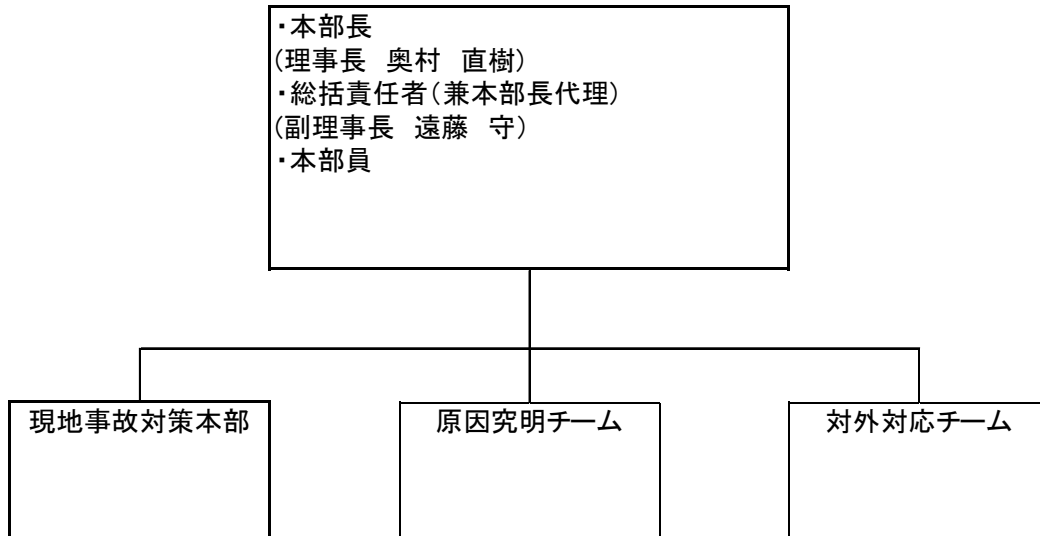 ・本部長
(理事長　奥村　直樹)
・総括責任者(兼本部長代理)
(副理事長　遠藤　守)
・本部員
現地事故対策本部
原因究明チーム
対外対応チーム